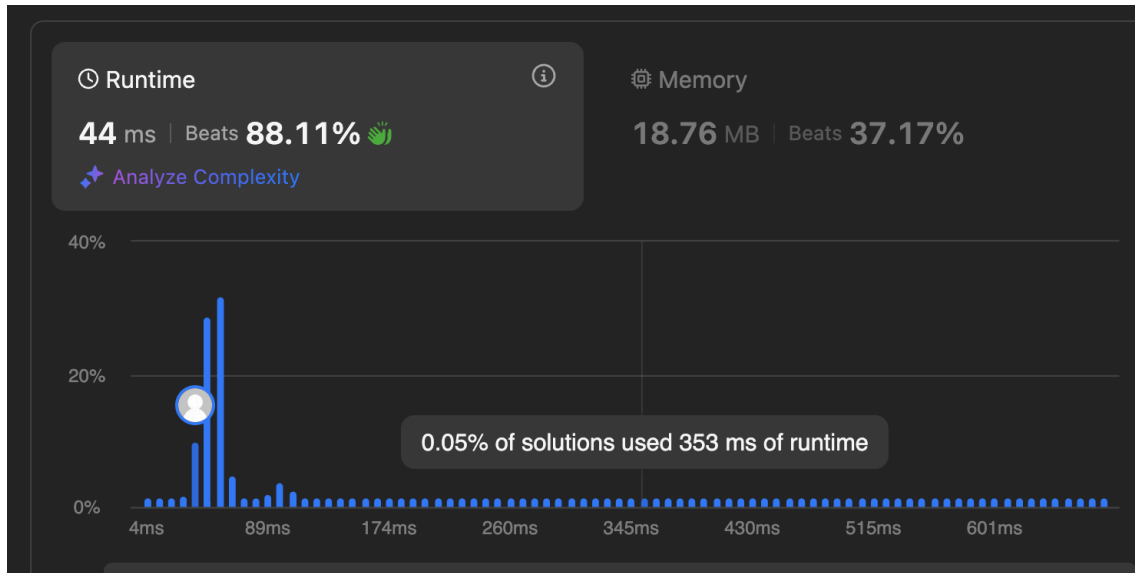 Runtime
44 ms | Beats 88.11%
Analyze Complexity
Memory
18.76 MB | Beats 37.17%
40%
20%
0%
0.05% of solutions used 353 ms of runtime
4ms 89ms 174ms 260ms 345ms 430ms 515ms 601ms